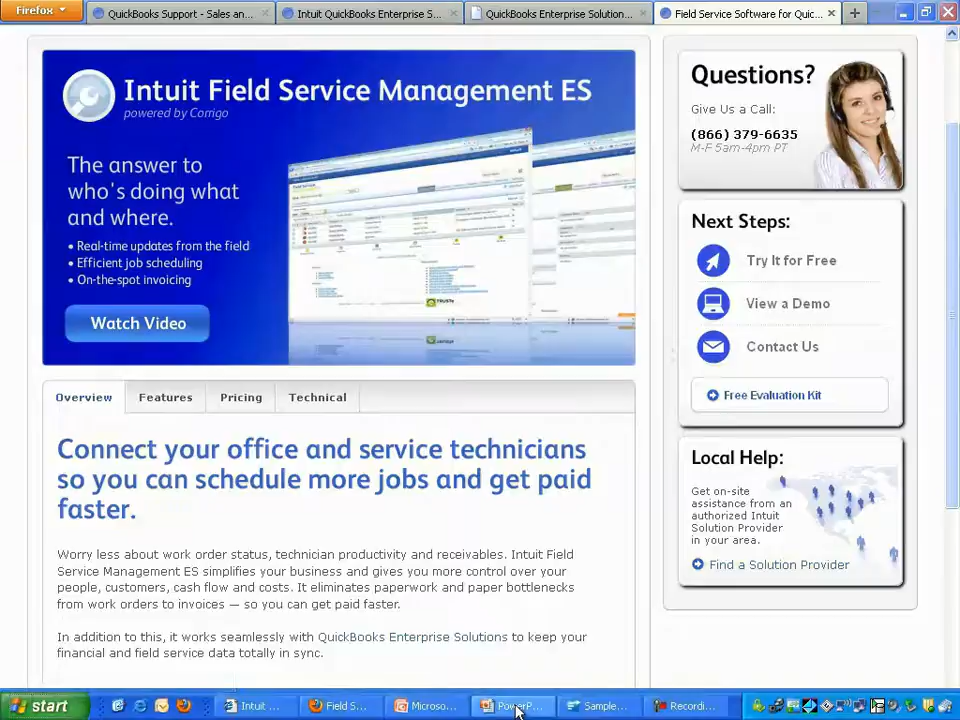 Firefox
QuickBooks Support - Sales an...
Intuit QuickBooks Enterprise S...
QuickBooks Enterprise Solution...
Field Service Software for Quic...
Intuit Field Service Management ES
powered by Corrigo
The answer to
who's doing what
and where.
• Real-time updates from the field
• Efficient job scheduling
• On-the-spot invoicing
Watch Video
Questions?
Give Us a Call:
(866) 379-6635
M-F 5am-4pm PT
Next Steps:
Try It for Free
View a Demo
Contact Us
Free Evaluation Kit
Local Help:
Get on-site
assistance from an
authorized Intuit
Solution Provider
in your area.
Find a Solution Provider
Overview Features Pricing Technical
Connect your office and service technicians
so you can schedule more jobs and get paid
faster.
Worry less about work order status, technician productivity and receivables. Intuit Field
Service Management ES simplifies your business and gives you more control over your
people, customers, cash flow and costs. It eliminates paperwork and paper bottlenecks
from work orders to invoices — so you can get paid faster.
In addition to this, it works seamlessly with QuickBooks Enterprise Solutions to keep your
financial and field service data totally in sync.
start
Intuit ...
Field S...
Microso...
PowerP...
Sample...
Recordi...